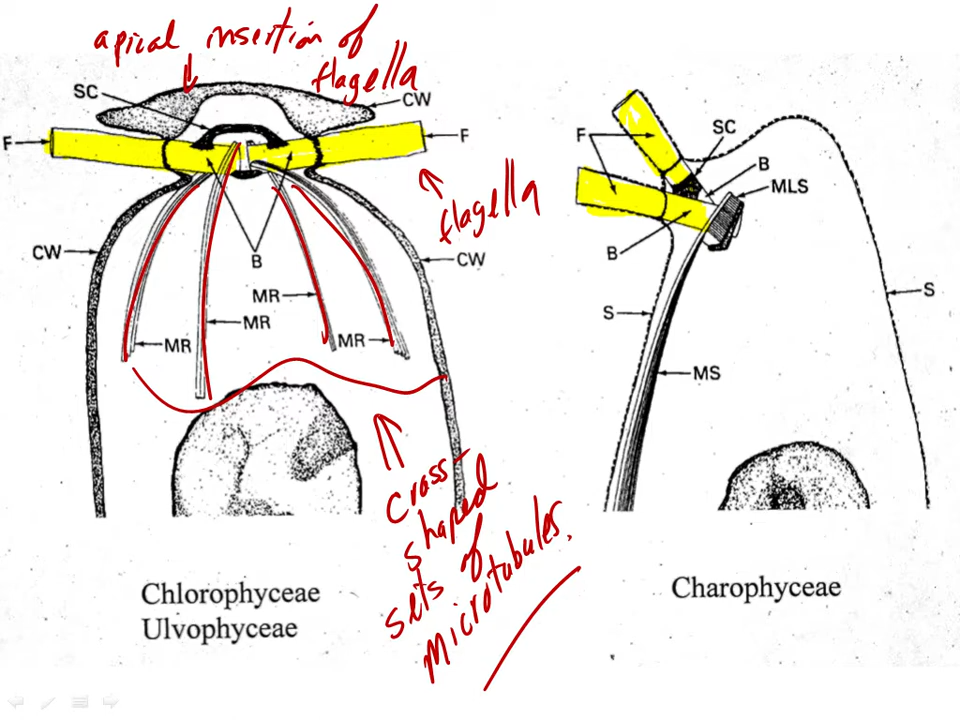 apical insertion of
flagella
SC
CW
F
F
flagella
CW
CW
B
MR
MR
MR
MR
cross-
shaped
sets of
microtubules.
Chlorophyceae
Ulvophyceae
F
SC
B
MLS
B
S
S
MS
Charophyceae